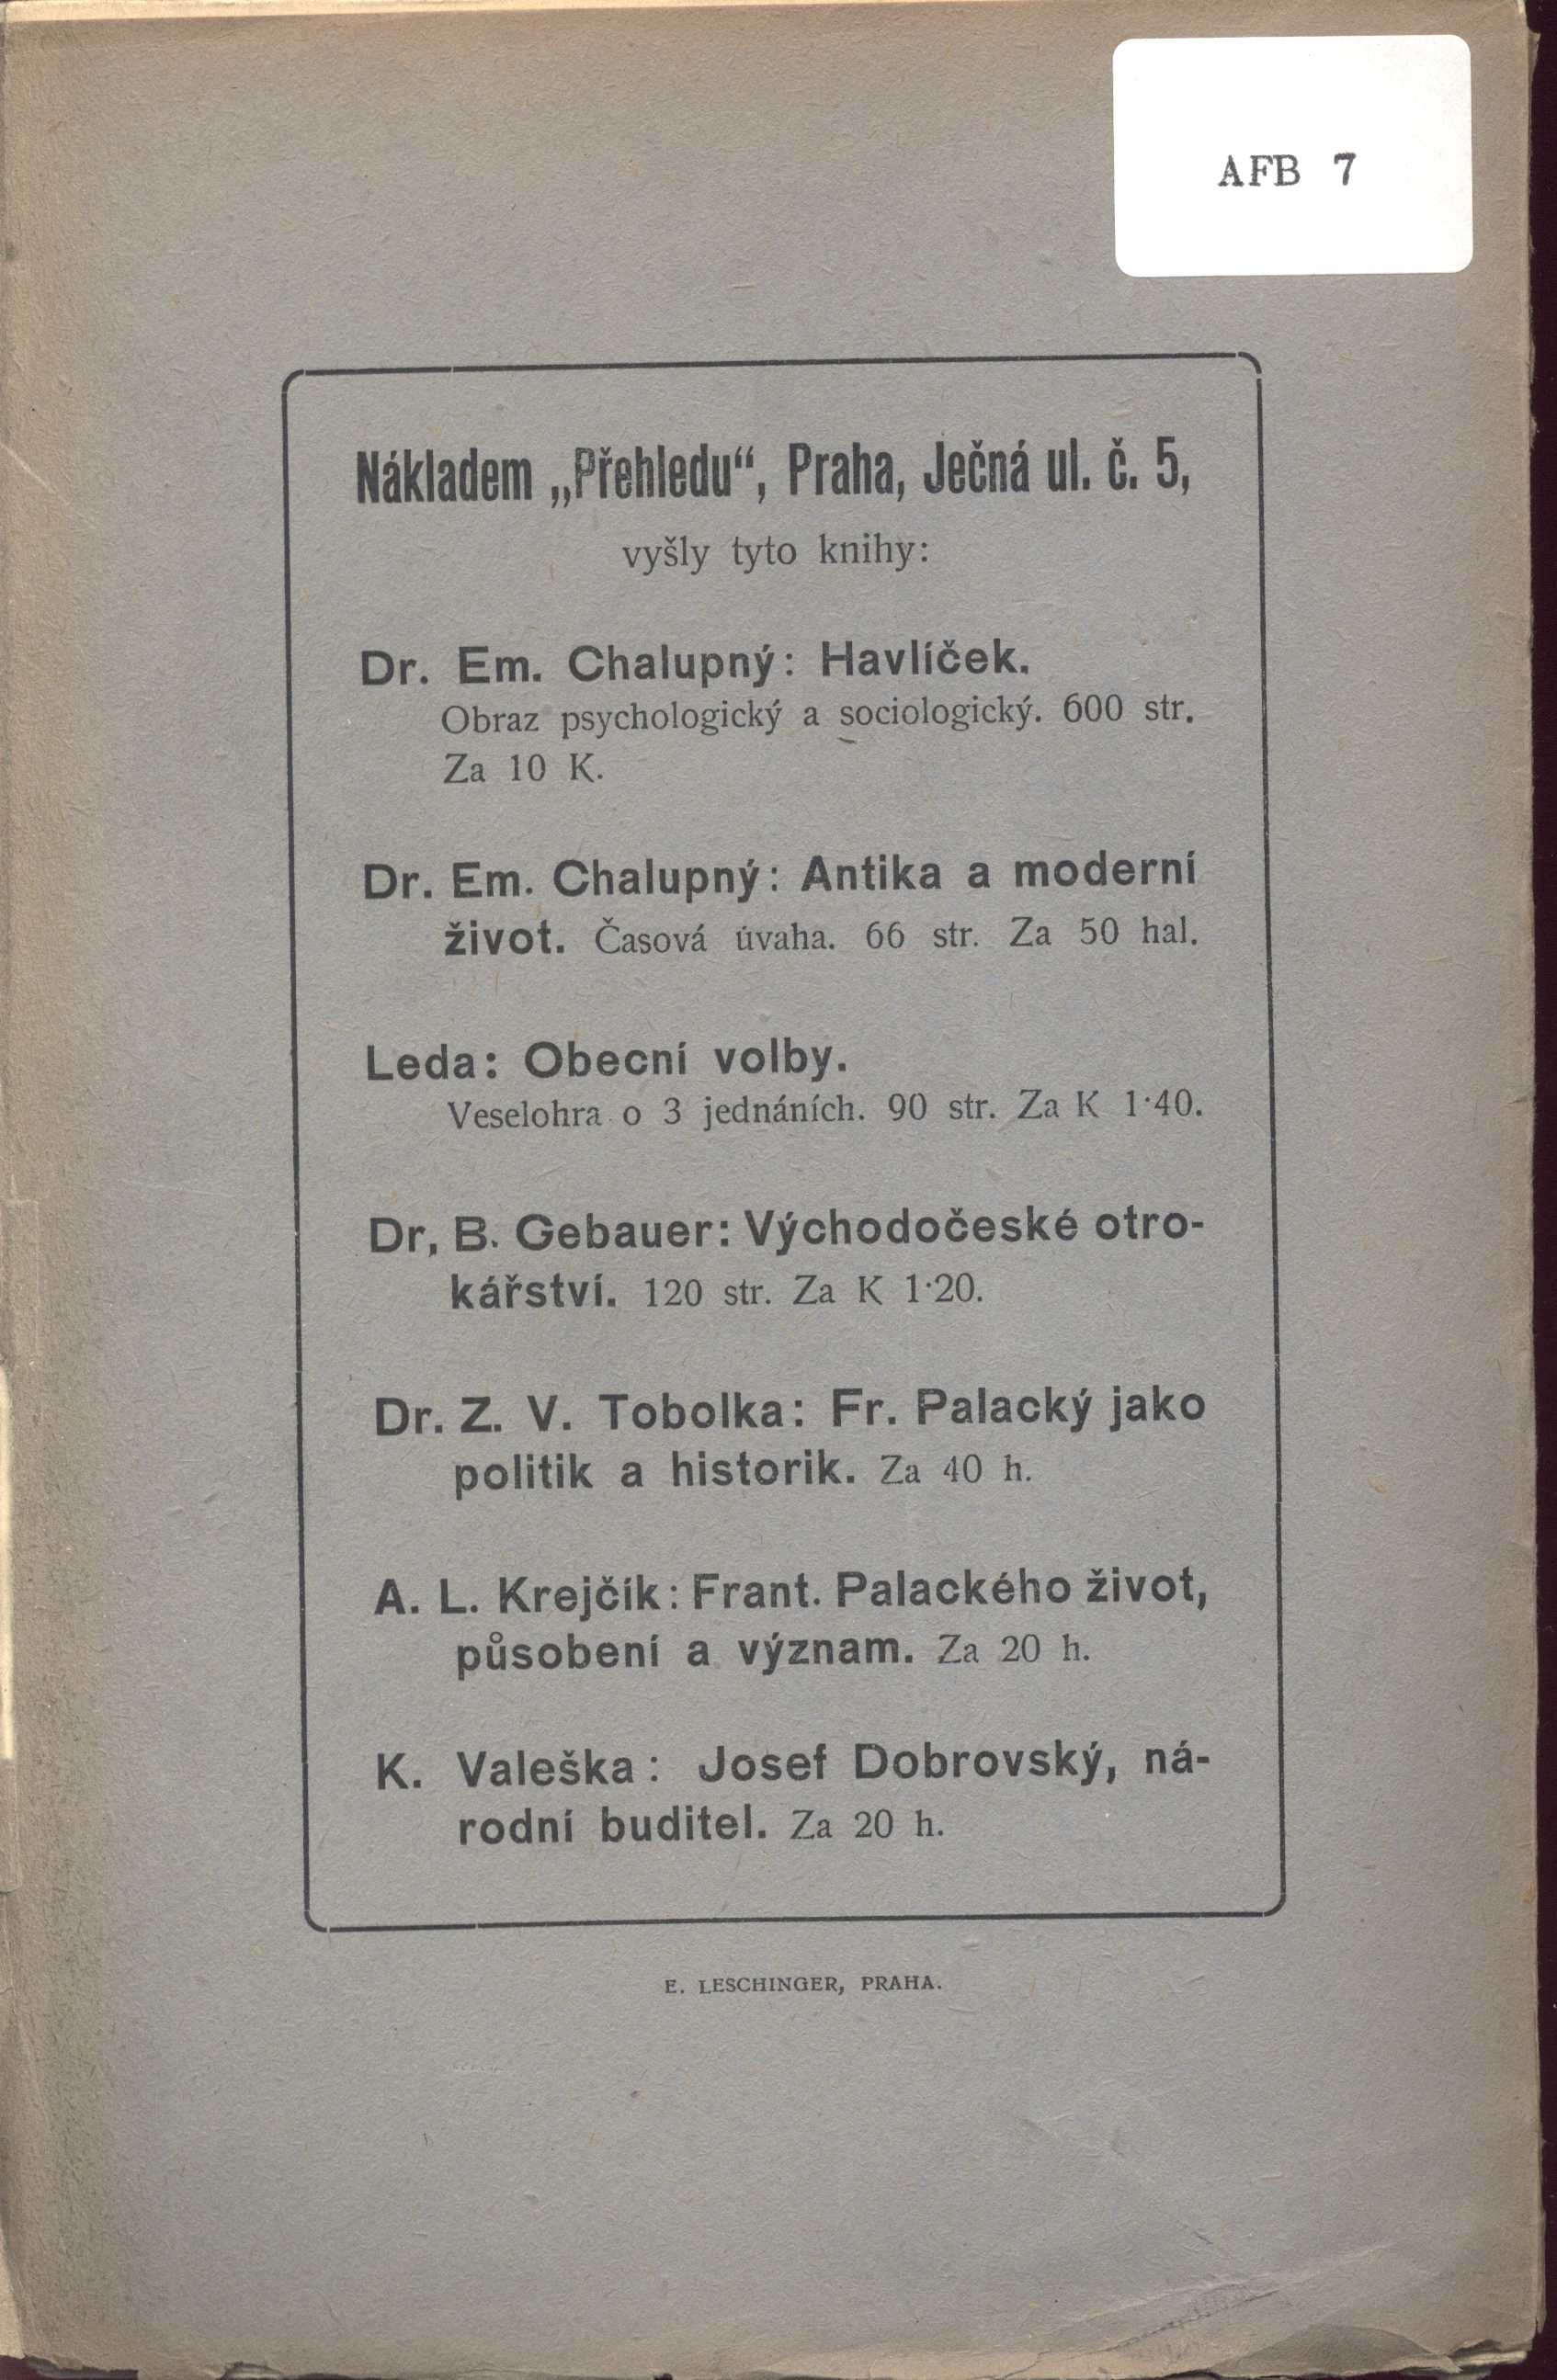 AFB 7
Nákladem „Přehledu“, Praha, Ječná ul. č. 5,
vyšly tyto knihy:
Dr. Em. Chalupný: Havlíček.
Obraz psychologický a sociologický. 600 str.
Za 10 K.
Dr. Em. Chalupný: Antika a moderní
život. Časová úvaha. 66 str. Za 50 hal.
Leda: Obecní volby.
Veselohra o 3 jednáních. 90 str. Za K 1·40.
Dr, B. Gebauer: Východočeské otro-
kářství. 120 str. Za K 1·20.
Dr. Z. V. Tobolka: Fr. Palacký jako
politik a historik. Za 40 h.
A. L. Krejčík: Frant. Palackého život,
působení a význam. Za 20 h.
K. Valeška: Josef Dobrovský, ná-
rodní buditel. Za 20 h.
E. LESCHINGER, PRAHA.